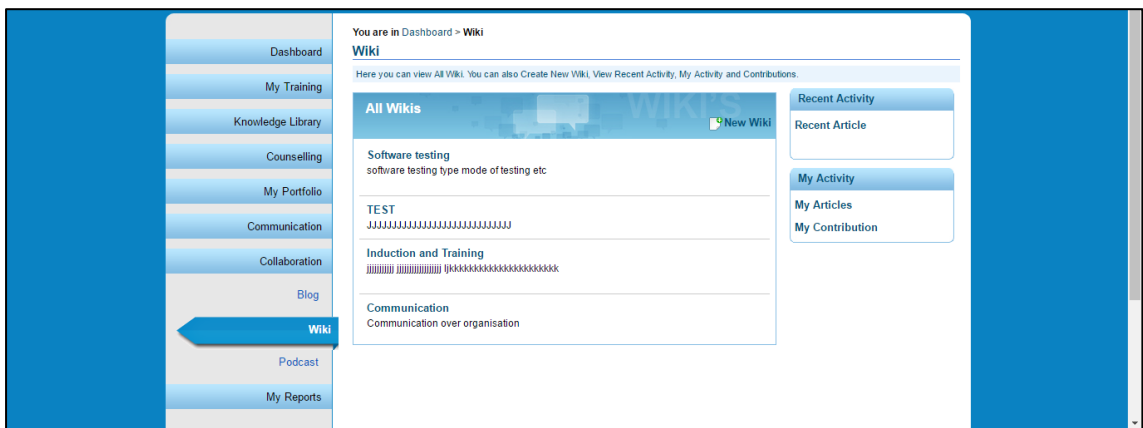 You are in Dashboard > Wiki
Wiki
Here you can view All Wiki. You can also Create New Wiki, View Recent Activity, My Activity and Contributions.
Dashboard
My Training
Knowledge Library
Counselling
My Portfolio
Communication
Collaboration
Blog
Wiki
Podcast
My Reports
All Wikis
WIKI'S
New Wiki
Software testing
software testing type mode of testing etc
TEST
Induction and Training
Communication
Communication over organisation
Recent Activity
Recent Article
My Activity
My Articles
My Contribution